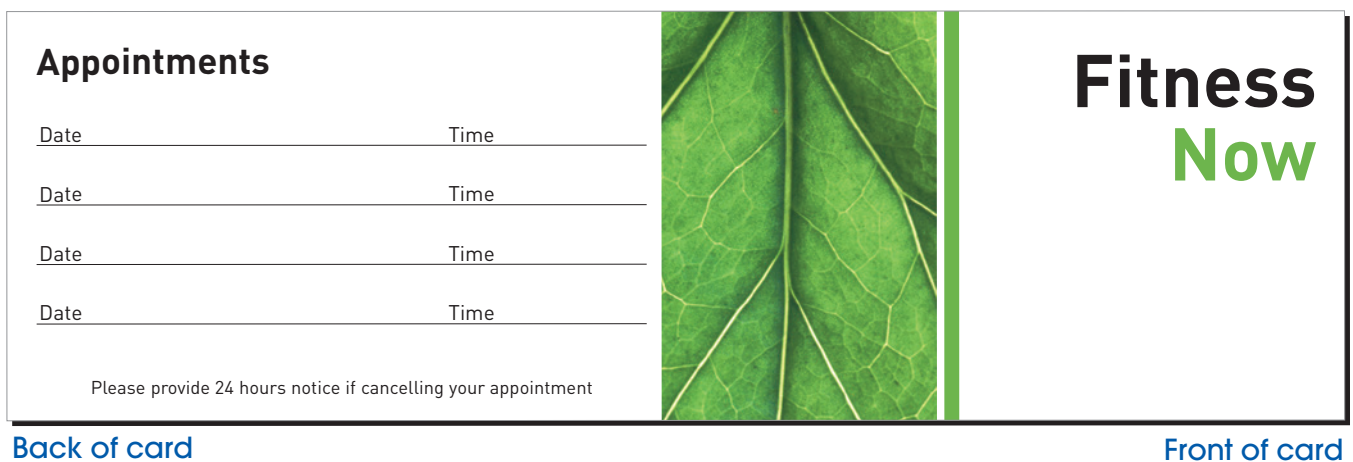 Appointments
Date Time
Date Time
Date Time
Date Time
Please provide 24 hours notice if cancelling your appointment
Fitness
Now
Back of card
Front of card